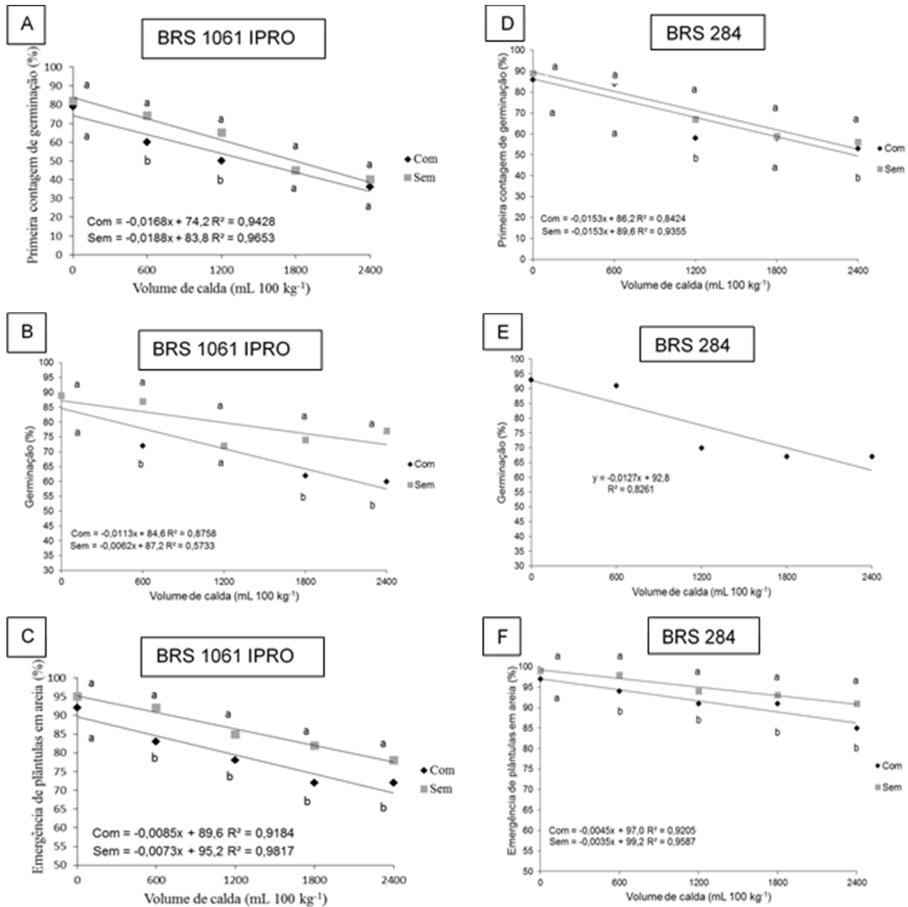 A
BRS 1061 IPRO
Primeira contagem de germinação (%)
100
90
80
70
60
50
40
30
20
10
0
a
a
a
a
a
a
b
b
a
a
Com
Sem
Com = -0,0168x + 74,2 R² = 0,9428
Sem = -0,0188x + 83,8 R² = 0,9653
0 600 1200 1800 2400
Volume de calda (mL 100 kg⁻¹)
D
BRS 284
Primeira contagem de germinação (%)
100
90
80
70
60
50
40
30
20
10
0
a
a
a
a
a
a
a
b
a
b
Com
Sem
Com = -0,0153x + 86,2 R² = 0,8424
Sem = -0,0153x + 89,6 R² = 0,9355
0 600 1200 1800 2400
Volume de calda (mL 100 kg⁻¹)
B
BRS 1061 IPRO
Germinação (%)
100
95
90
85
80
75
70
65
60
55
50
45
40
35
30
a
a
a
a
a
a
b
a
b
b
Com
Sem
Com = -0,0113x + 84,6 R² = 0,8758
Sem = -0,0062x + 87,2 R² = 0,5733
0 600 1200 1800 2400
Volume de calda (mL 100 kg⁻¹)
E
BRS 284
Germinação (%)
100
95
90
85
80
75
70
65
60
55
50
45
40
35
30
y = -0,0127x + 92,8
R² = 0,8261
0 600 1200 1800 2400
Volume de calda (mL 100 kg⁻¹)
C
BRS 1061 IPRO
Emergência de plântulas em areia (%)
100
95
90
85
80
75
70
65
60
55
50
a
a
a
a
a
a
b
b
b
b
Com
Sem
Com = -0,0085x + 89,6 R² = 0,9184
Sem = -0,0073x + 95,2 R² = 0,9817
0 600 1200 1800 2400
Volume de calda (mL 100 kg⁻¹)
F
BRS 284
Emergência de plântulas em areia (%)
100
95
90
85
80
75
70
65
60
55
50
a
a
a
a
a
a
b
b
b
b
Com
Sem
Com = -0,0045x + 97,0 R² = 0,9205
Sem = -0,0035x + 99,2 R² = 0,9587
0 600 1200 1800 2400
Volume de calda (mL 100 kg⁻¹)